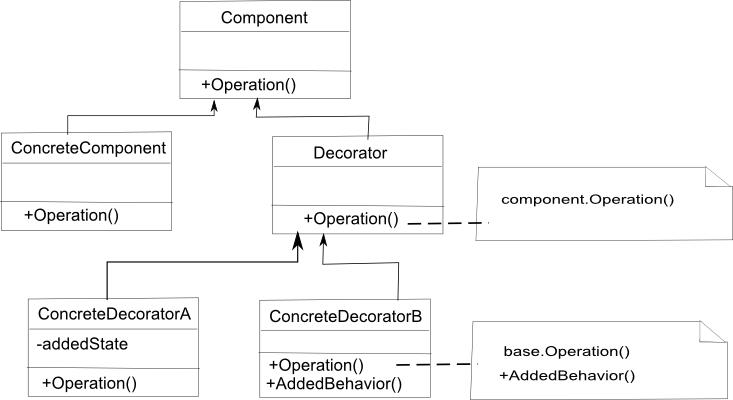 Component
+Operation()
ConcreteComponent
+Operation()
Decorator
+Operation()
component.Operation()
ConcreteDecoratorA
-addedState
+Operation()
ConcreteDecoratorB
+Operation()
+AddedBehavior()
base.Operation()
+AddedBehavior()